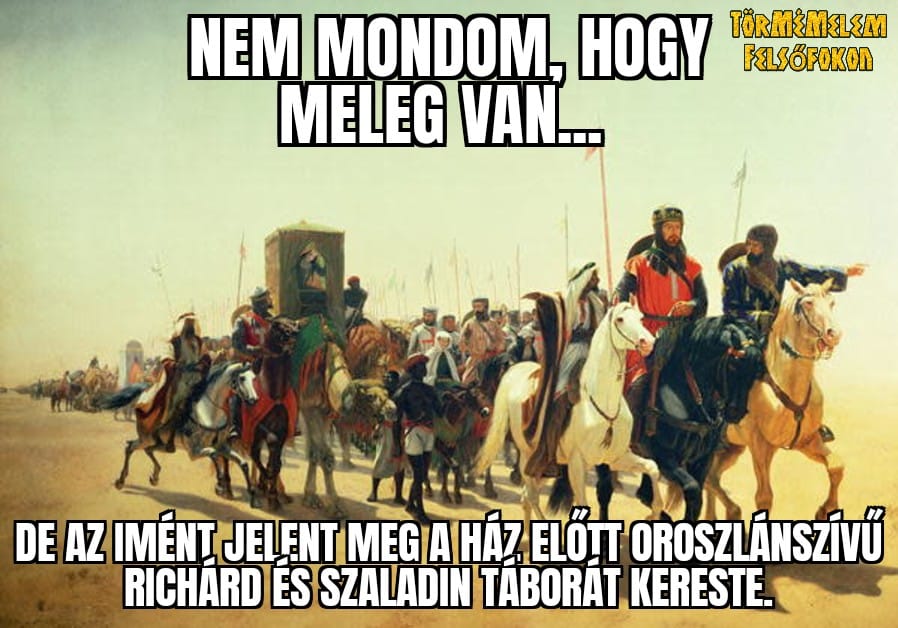 NEM MONDOM, HOGY
MELEG VAN...
TÖRMÉMELEM
FELSŐFOKON
DE AZ IMÉNT JELENT MEG A HÁZ ELŐTT OROSZLÁNSZÍVŰ
RICHÁRD ÉS SZALADIN TÁBORÁT KERESTE.